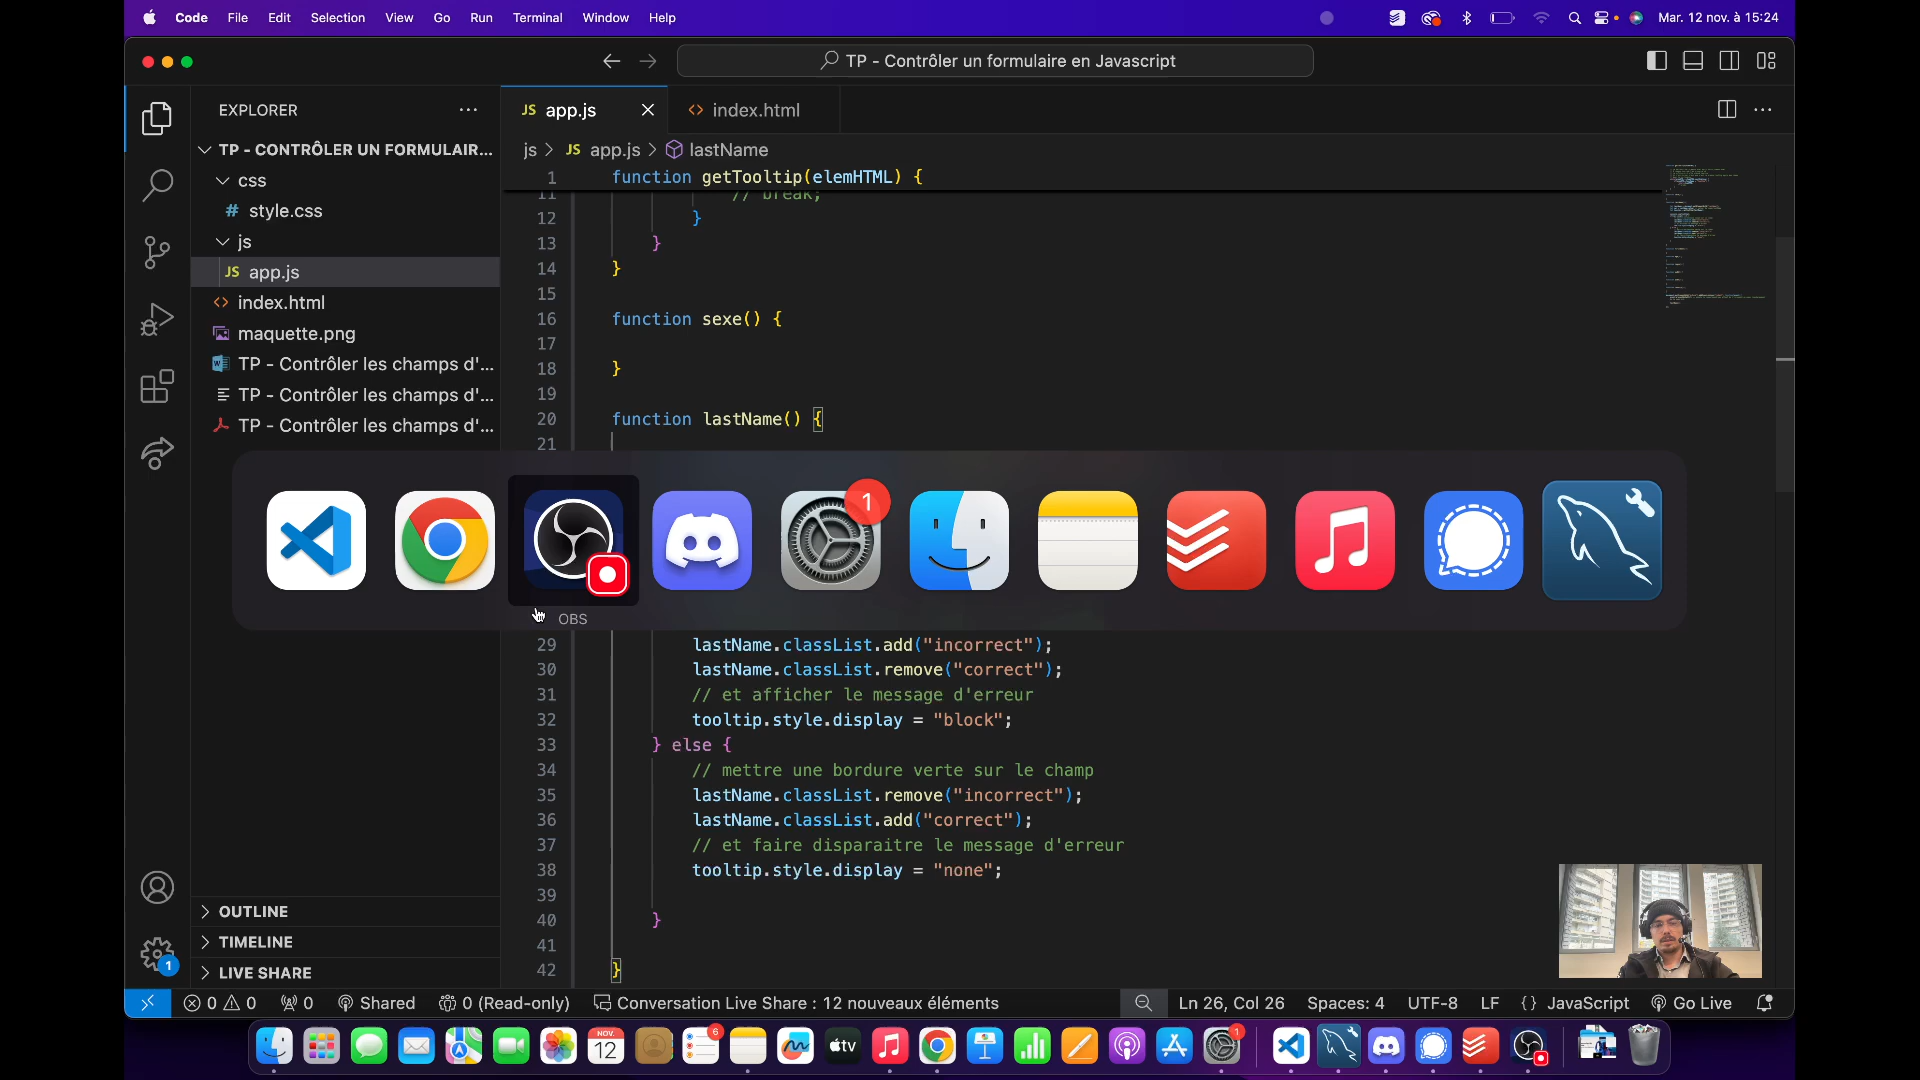 Code File Edit Selection View Go Run Terminal Window Help Mar. 12 nov. à 15:24
TP - Contrôler un formulaire en Javascript
EXPLORER
TP - CONTRÔLER UN FORMULAIR...
css
# style.css
js
JS app.js
<> index.html
maquette.png
TP - Contrôler les champs d'...
TP - Contrôler les champs d'...
TP - Contrôler les champs d'...
OUTLINE
TIMELINE
LIVE SHARE
JS app.js
<> index.html
js > JS app.js > lastName
1 function getTooltip(elemHTML) {
11 // break;
12 }
13 }
14 }
15
16 function sexe() {
17
18 }
19
20 function lastName() {
21
1
OBS
29 lastName.classList.add("incorrect");
30 lastName.classList.remove("correct");
31 // et afficher le message d'erreur
32 tooltip.style.display = "block";
33 } else {
34 // mettre une bordure verte sur le champ
35 lastName.classList.remove("incorrect");
36 lastName.classList.add("correct");
37 // et faire disparaitre le message d'erreur
38 tooltip.style.display = "none";
39
40 }
41
42 }
1
0 0 0 Shared 0 (Read-only) Conversation Live Share : 12 nouveaux éléments Ln 26, Col 26 Spaces: 4 UTF-8 LF {} JavaScript Go Live
NOV.
12
6
tv
1